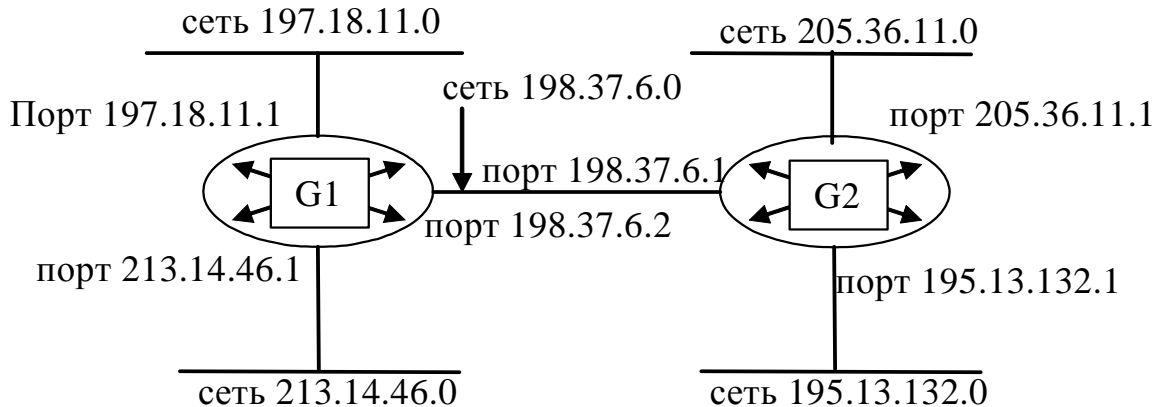 сеть 197.18.11.0
сеть 205.36.11.0
сеть 198.37.6.0
Порт 197.18.11.1
порт 205.36.11.1
порт 198.37.6.1
G1
G2
порт 198.37.6.2
порт 213.14.46.1
порт 195.13.132.1
сеть 213.14.46.0
сеть 195.13.132.0